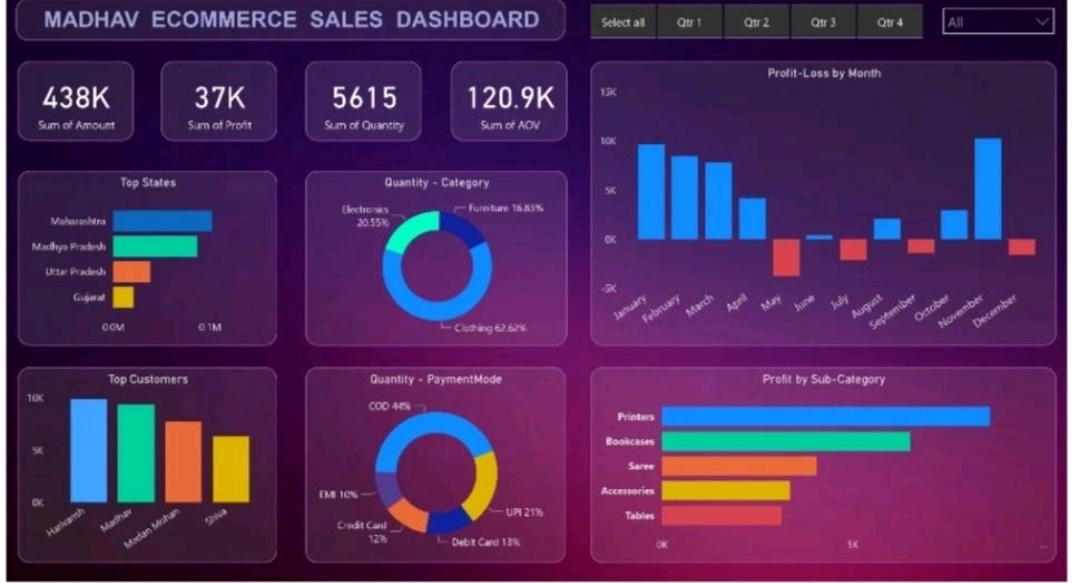 MADHAV ECOMMERCE SALES DASHBOARD
Select all Qtr 1 Qtr 2 Qtr 3 Qtr 4
All
438K
Sum of Amount
37K
Sum of Profit
5615
Sum of Quantity
120.9K
Sum of AOV
Profit-Loss by Month
15K
10K
5K
0K
-5K
January February March April May June July August September October November December
Top States
Maharashtra
Madhya Pradesh
Uttar Pradesh
Gujarat
0.0M 0.1M
Quantity - Category
Electronics
20.55%
Furniture 16.83%
Clothing 62.62%
Top Customers
10K
5K
0K
Harivansh Madhav Madan Mohan Shiva
Quantity - PaymentMode
COD 44%
EMI 10%
Credit Card
12%
UPI 21%
Debit Card 13%
Profit by Sub-Category
Printers
Bookcases
Saree
Accessories
Tables
0K 5K
...